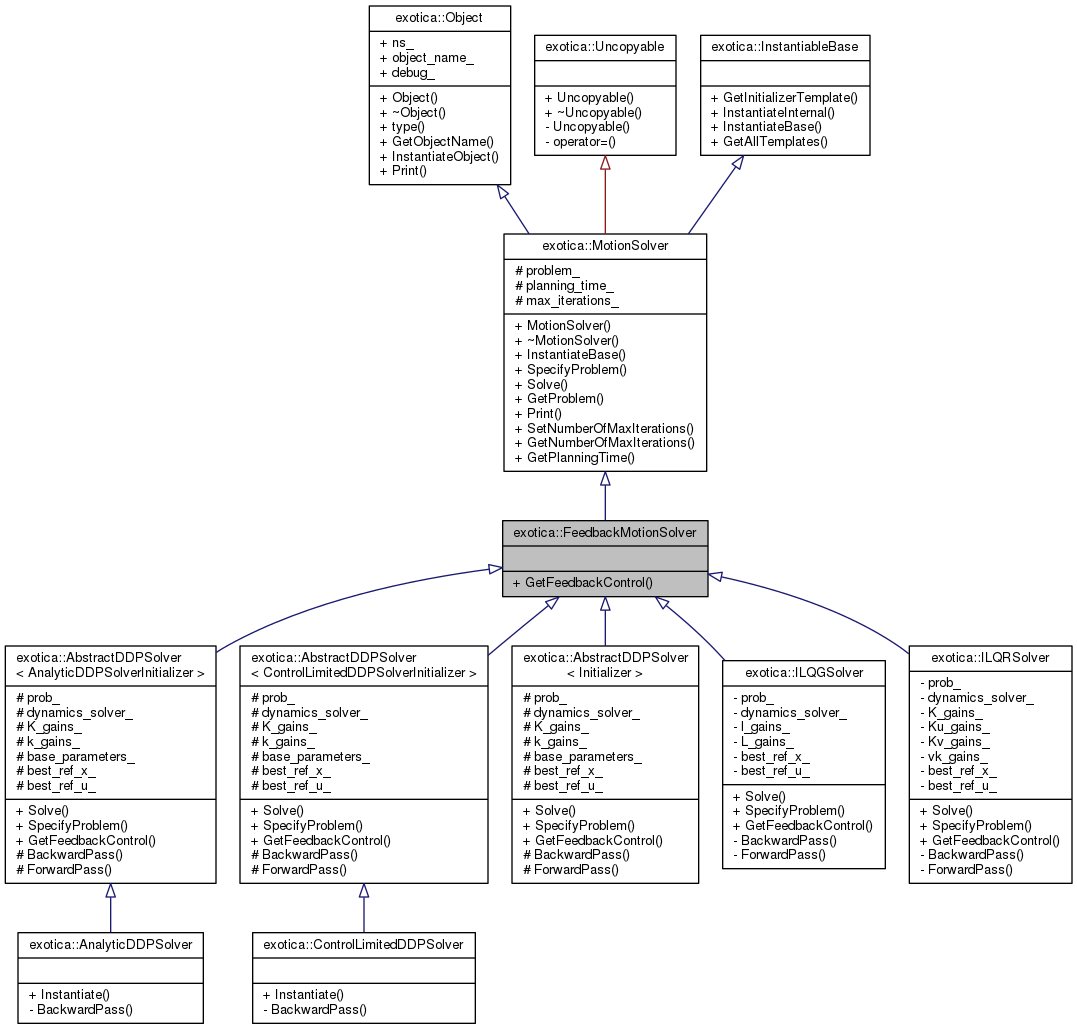 exotica::Object
+ ns_
+ object_name_
+ debug_
+ Object()
+ ~Object()
+ type()
+ GetObjectName()
+ InstantiateObject()
+ Print()
exotica::Uncopyable
+ Uncopyable()
+ ~Uncopyable()
- Uncopyable()
- operator=()
exotica::InstantiableBase
+ GetInitializerTemplate()
+ InstantiateInternal()
+ InstantiateBase()
+ GetAllTemplates()
exotica::MotionSolver
# problem_
# planning_time_
# max_iterations_
+ MotionSolver()
+ ~MotionSolver()
+ InstantiateBase()
+ SpecifyProblem()
+ Solve()
+ GetProblem()
+ Print()
+ SetNumberOfMaxIterations()
+ GetNumberOfMaxIterations()
+ GetPlanningTime()
exotica::FeedbackMotionSolver
+ GetFeedbackControl()
exotica::AbstractDDPSolver
< AnalyticDDPSolverInitializer >
# prob_
# dynamics_solver_
# K_gains_
# k_gains_
# base_parameters_
# best_ref_x_
# best_ref_u_
+ Solve()
+ SpecifyProblem()
+ GetFeedbackControl()
# BackwardPass()
# ForwardPass()
exotica::AbstractDDPSolver
< ControlLimitedDDPSolverInitializer >
# prob_
# dynamics_solver_
# K_gains_
# k_gains_
# base_parameters_
# best_ref_x_
# best_ref_u_
+ Solve()
+ SpecifyProblem()
+ GetFeedbackControl()
# BackwardPass()
# ForwardPass()
exotica::AbstractDDPSolver
< Initializer >
# prob_
# dynamics_solver_
# K_gains_
# k_gains_
# base_parameters_
# best_ref_x_
# best_ref_u_
+ Solve()
+ SpecifyProblem()
+ GetFeedbackControl()
# BackwardPass()
# ForwardPass()
exotica::ILQGSolver
- prob_
- dynamics_solver_
- l_gains_
- L_gains_
- best_ref_x_
- best_ref_u_
+ Solve()
+ SpecifyProblem()
+ GetFeedbackControl()
- BackwardPass()
- ForwardPass()
exotica::ILQRSolver
- prob_
- dynamics_solver_
- K_gains_
- Ku_gains_
- Kv_gains_
- vk_gains_
- best_ref_x_
- best_ref_u_
+ Solve()
+ SpecifyProblem()
+ GetFeedbackControl()
- BackwardPass()
- ForwardPass()
exotica::AnalyticDDPSolver
+ Instantiate()
- BackwardPass()
exotica::ControlLimitedDDPSolver
+ Instantiate()
- BackwardPass()